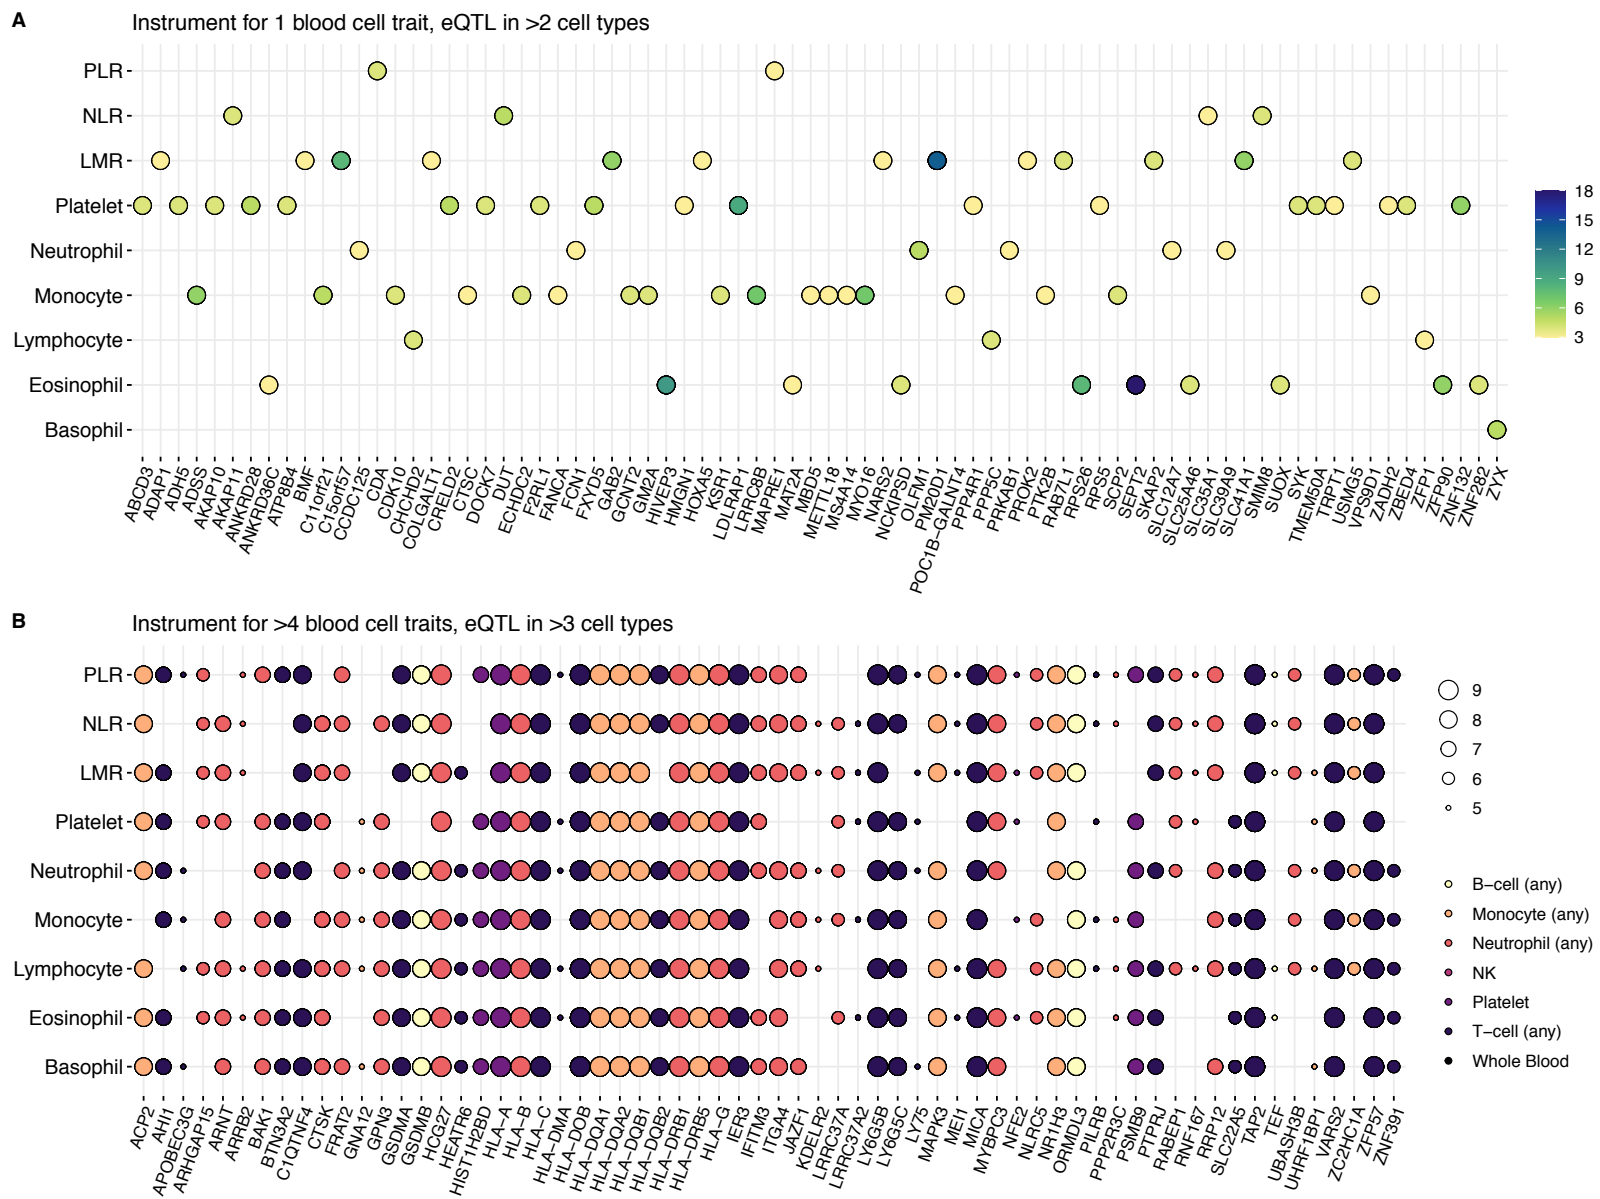 A
Instrument for 1 blood cell trait, eQTL in >2 cell types
PLR
NLR
LMR
Platelet
Neutrophil
Monocyte
Lymphocyte
Eosinophil
Basophil
18
15
12
9
6
3
ABCD3
ADAP1
ADH5
ADSS
AKAP10
AKAP11
ANKRD28
ANKRD36C
ATP8B4
BMF
C11orf21
C15orf57
CCDC125
CDA
CDK10
CHCHD2
COLGALT1
CRELD2
CTSC
DOCK7
DUT
ECHDC2
F2RL1
FANCA
FCN1
FXYD5
GAB2
GCNT2
GM2A
HIVEP3
HMGN1
HOXA5
KSR1
LDLRAP1
LRRC8B
MAPRE1
MAT2A
MBD5
METTL18
MS4A14
MYO16
NARS2
NCKIPSD
OLFM1
PM20D1
POC1B−GALNT4
PPP4R1
PPP5C
PRKAB1
PROK2
PTK2B
RAB7L1
RPS26
RPS5
SCP2
SEPT2
SKAP2
SLC12A7
SLC25A46
SLC35A1
SLC39A9
SLC41A1
SMIM8
SUOX
SYK
TMEM50A
TRPT1
USMG5
VPS9D1
ZADH2
ZBED4
ZFP1
ZFP90
ZNF132
ZNF282
ZYX
B
Instrument for >4 blood cell traits, eQTL in >3 cell types
PLR
NLR
LMR
Platelet
Neutrophil
Monocyte
Lymphocyte
Eosinophil
Basophil
9
8
7
6
5
B−cell (any)
Monocyte (any)
Neutrophil (any)
NK
Platelet
T−cell (any)
Whole Blood
ACP2
AHI1
APOBEC3G
ARHGAP15
ARNT
ARRB2
BAK1
BTN3A2
C1QTNF4
CTSK
FRAT2
GNA12
GPN3
GSDMA
GSDMB
HCG27
HEATR6
HIST1H2BD
HLA−A
HLA−B
HLA−C
HLA−DMA
HLA−DOB
HLA−DQA1
HLA−DQA2
HLA−DQB1
HLA−DQB2
HLA−DRB1
HLA−DRB5
HLA−G
IER3
IFITM3
ITGA4
JAZF1
KDELR2
LRRC37A
LRRC37A2
LY6G5B
LY6G5C
LY75
MAPK3
MEI1
MICA
MYBPC3
NFE2
NLRC5
NR1H3
ORMDL3
PILRB
PPP2R3C
PSMB9
PTPRJ
RABEP1
RNF167
RRP12
SLC22A5
TAP2
TEF
UBASH3B
UHRF1BP1
VARS2
ZC2HC1A
ZFP57
ZNF391